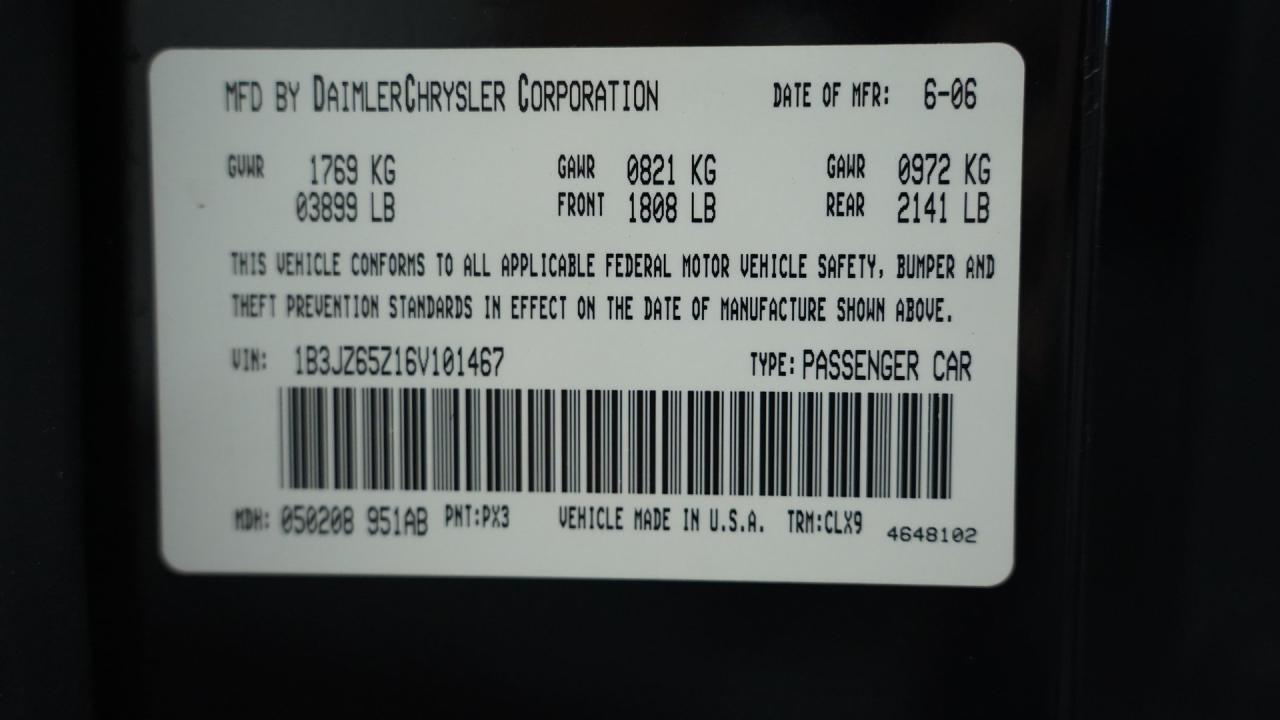 MFD BY DAIMLERCHRYSLER CORPORATION DATE OF MFR: 6-06
GVWR 1769 KG GAWR 0821 KG GAWR 0972 KG
03899 LB FRONT 1808 LB REAR 2141 LB
THIS VEHICLE CONFORMS TO ALL APPLICABLE FEDERAL MOTOR VEHICLE SAFETY, BUMPER AND
THEFT PREVENTION STANDARDS IN EFFECT ON THE DATE OF MANUFACTURE SHOWN ABOVE.
VIN: 1B3JZ65Z16V101467 TYPE: PASSENGER CAR
MDH: 050208 951AB PNT:PX3 VEHICLE MADE IN U.S.A. TRM:CLX9 4648102